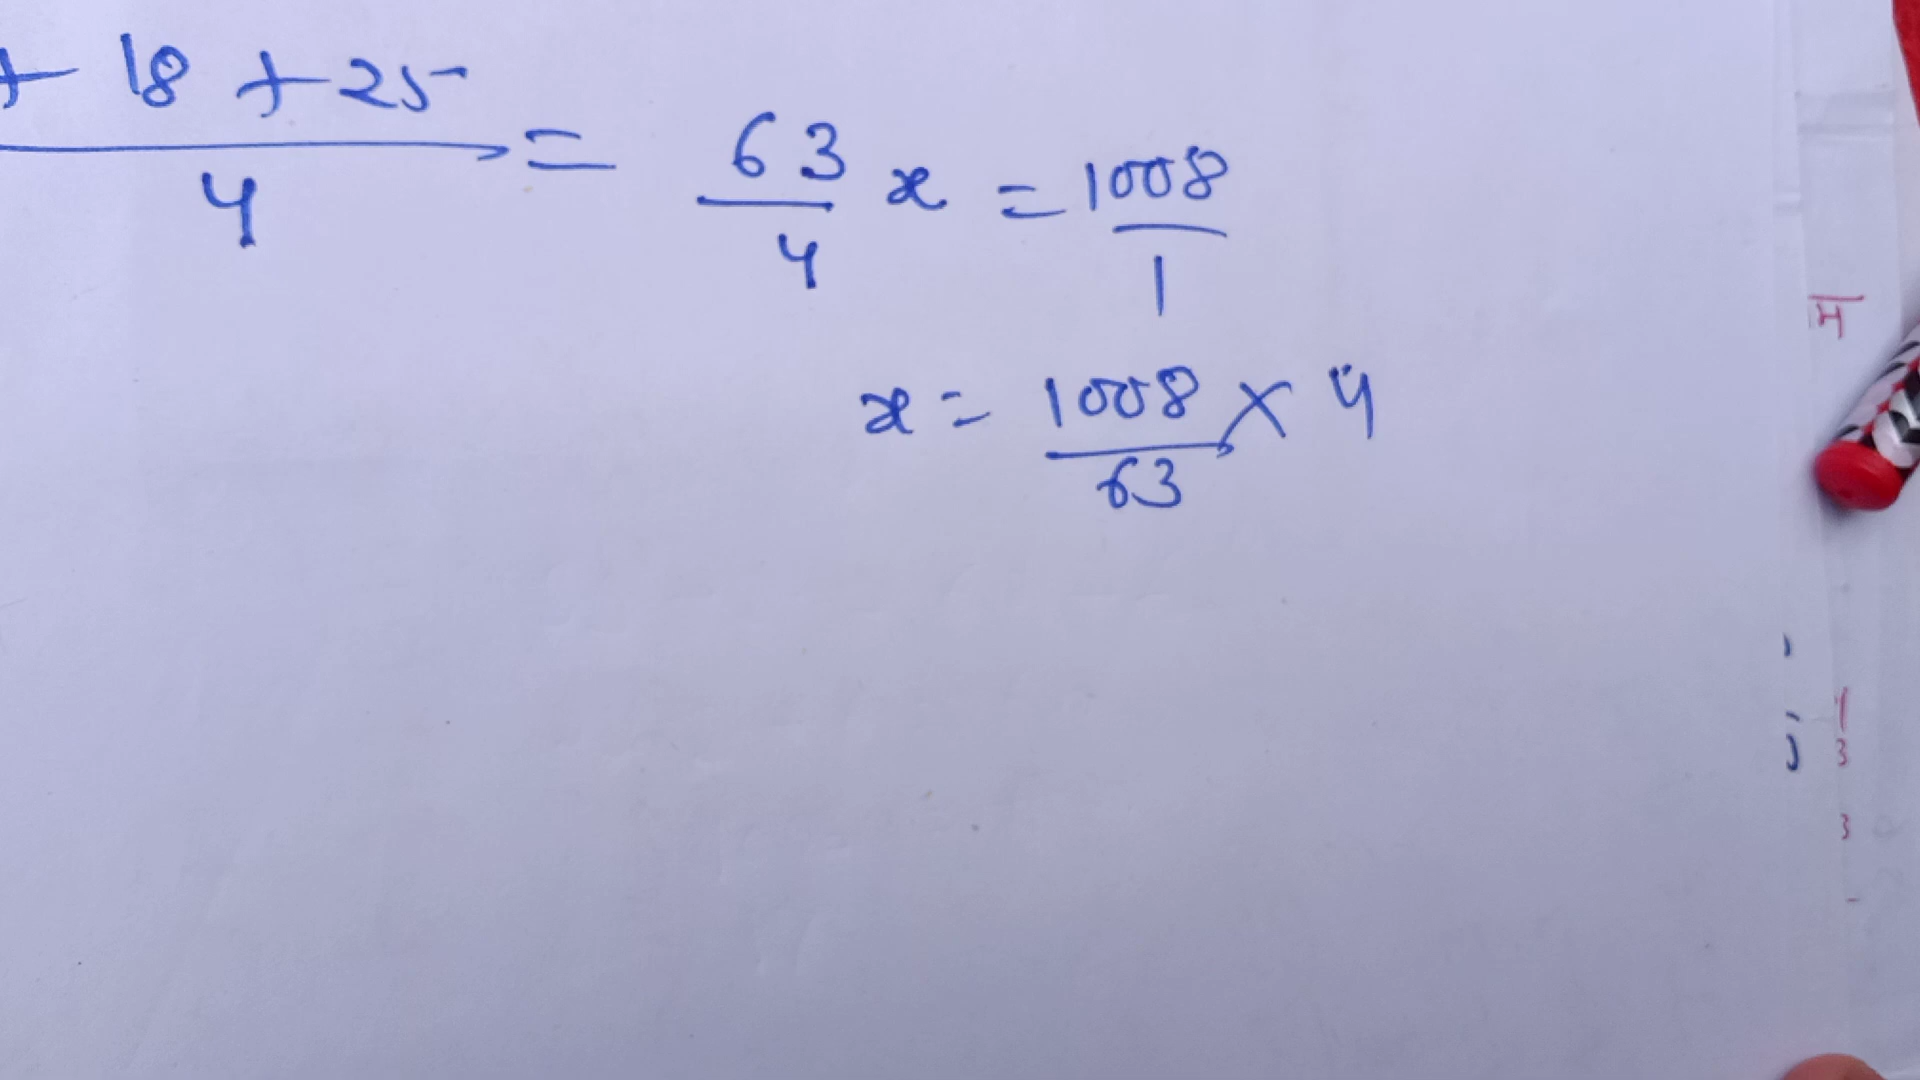 + 18 + 25 / 4 = 63/4 x = 1008/1
x = 1008 × 4 / 63